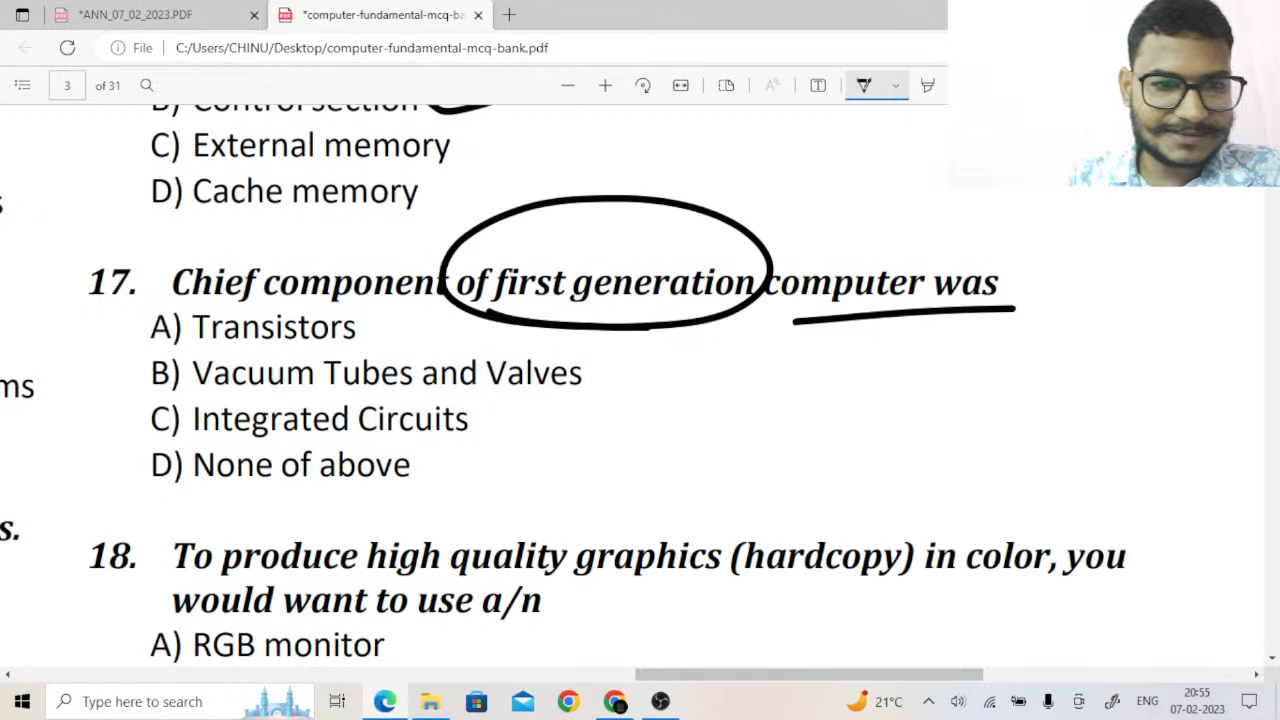 *ANN_07_02_2023.PDF
*computer-fundamental-mcq-ba
File
C:/Users/CHINU/Desktop/computer-fundamental-mcq-bank.pdf
3 of 31
B) Control section
C) External memory
D) Cache memory
s
17. Chief component of first generation computer was
A) Transistors
B) Vacuum Tubes and Valves
ms
C) Integrated Circuits
D) None of above
s.
18. To produce high quality graphics (hardcopy) in color, you
would want to use a/n
A) RGB monitor
Type here to search
21°C
ENG
20:55
07-02-2023